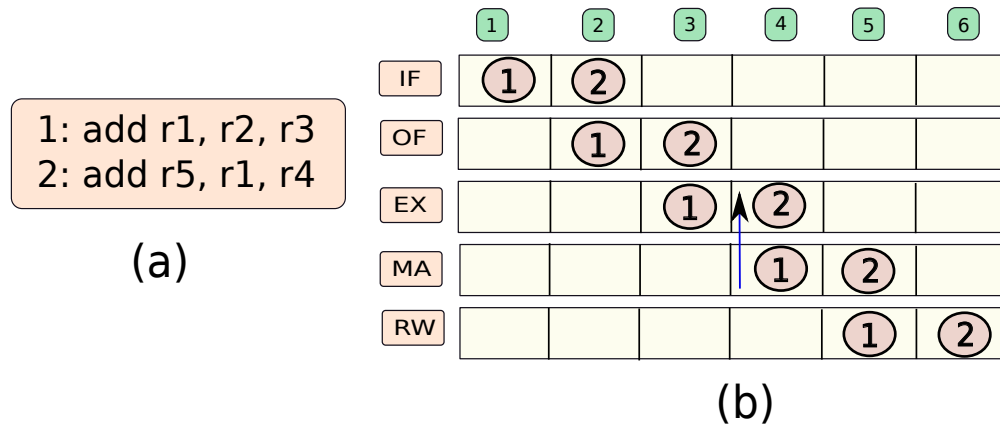 1: add r1, r2, r3
2: add r5, r1, r4
(a)
1 2 3 4 5 6
IF 1 2
OF 1 2
EX 1 2
MA 1 2
RW 1 2
(b)